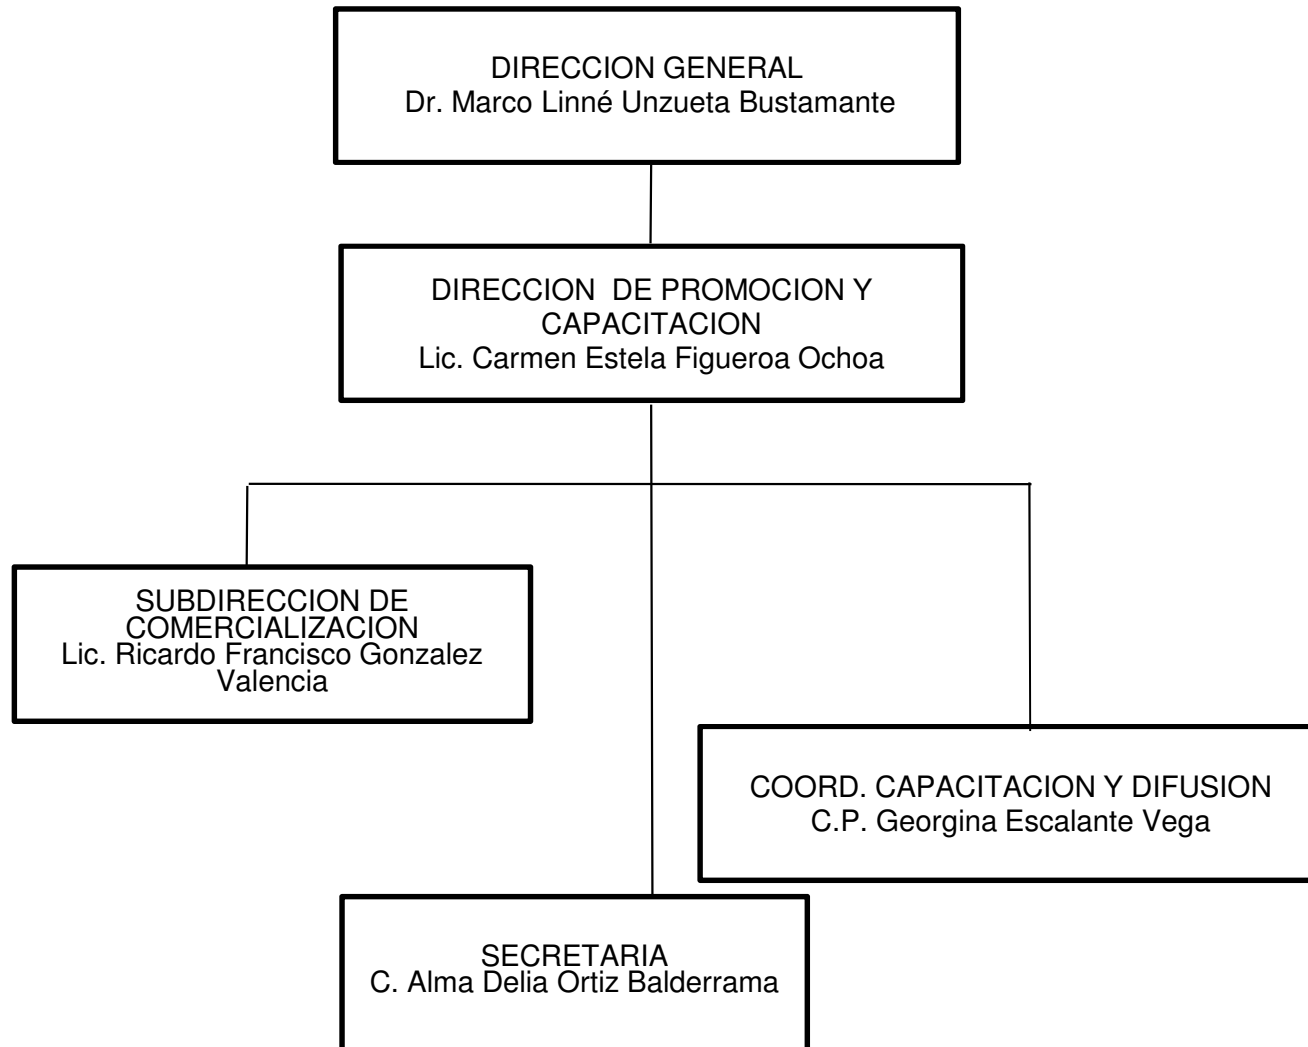 DIRECCION GENERAL
Dr. Marco Linné Unzueta Bustamante
DIRECCION DE PROMOCION Y
CAPACITACION
Lic. Carmen Estela Figueroa Ochoa
SUBDIRECCION DE
COMERCIALIZACION
Lic. Ricardo Francisco Gonzalez
Valencia
COORD. CAPACITACION Y DIFUSION
C.P. Georgina Escalante Vega
SECRETARIA
C. Alma Delia Ortiz Balderrama